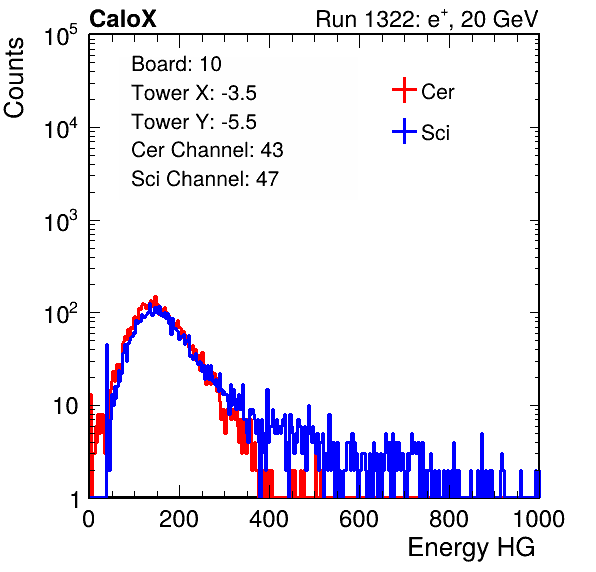 CaloX Run 1322: e⁺, 20 GeV
Counts
Board: 10
Tower X: -3.5
Tower Y: -5.5
Cer Channel: 43
Sci Channel: 47
Cer
Sci
10⁵
10⁴
10³
10²
10
1
0 200 400 600 800 1000
Energy HG